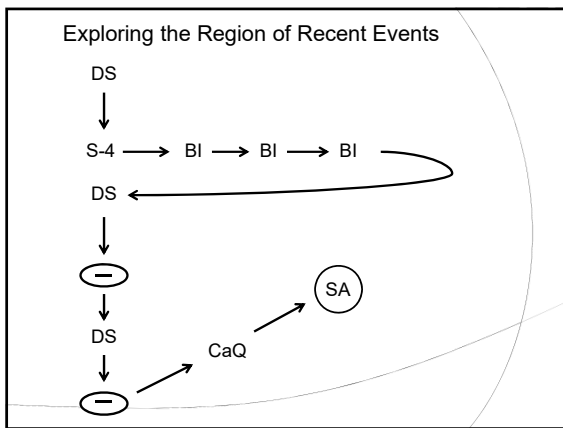 Exploring the Region of Recent Events
DS
S-4 BI BI BI
DS
–
SA
DS
CaQ
–